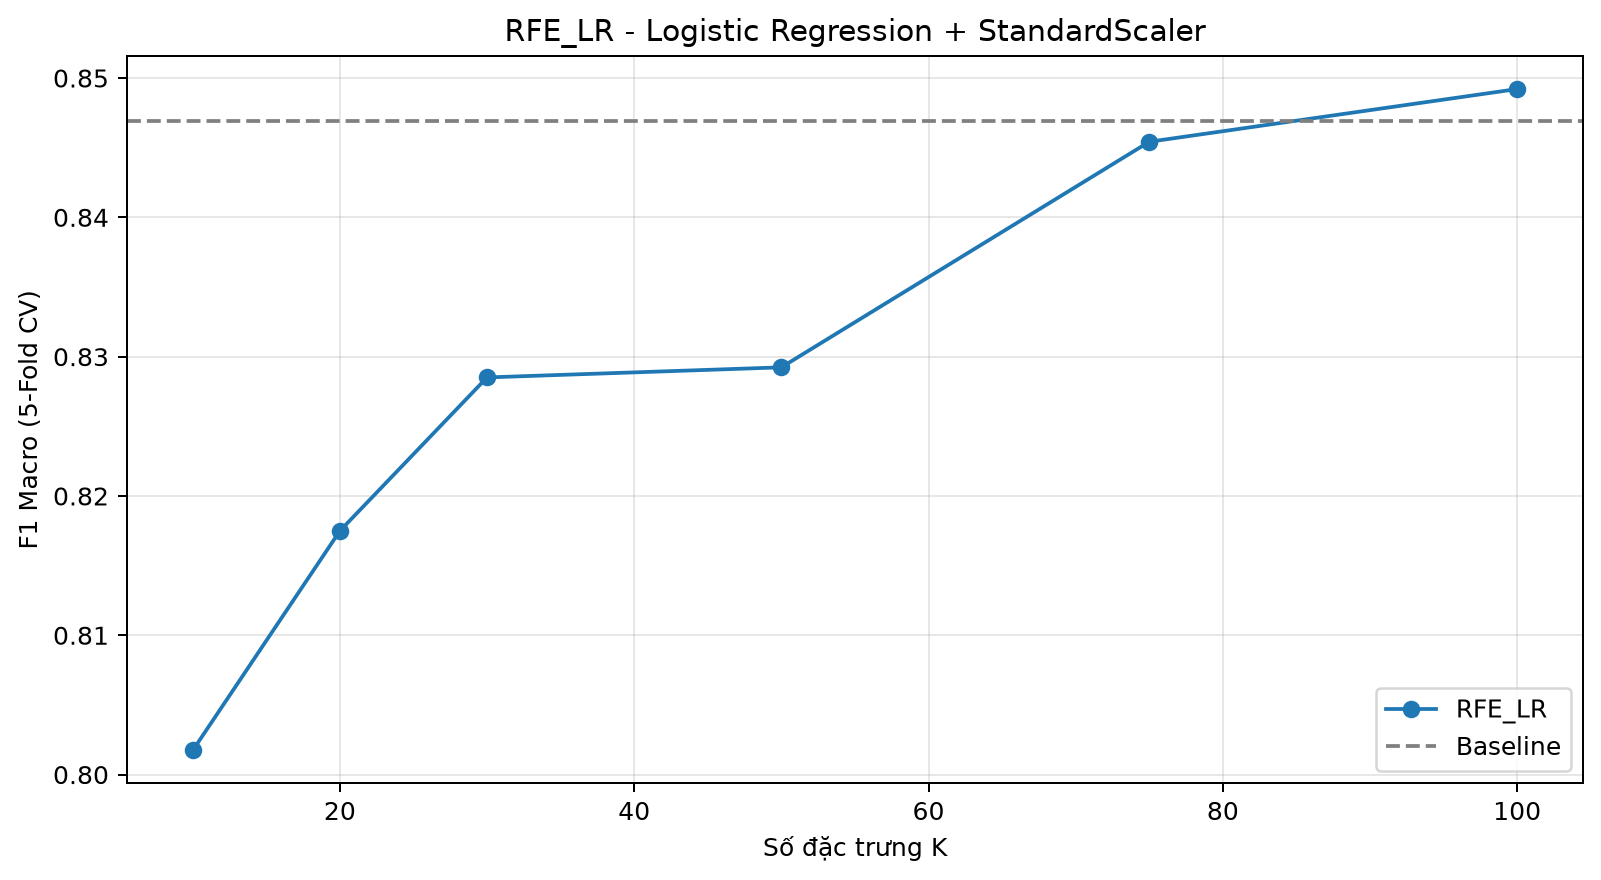 RFE_LR - Logistic Regression + StandardScaler
F1 Macro (5-Fold CV)
0.85
0.84
0.83
0.82
0.81
0.80
20
40
60
80
100
Số đặc trưng K
RFE_LR
Baseline